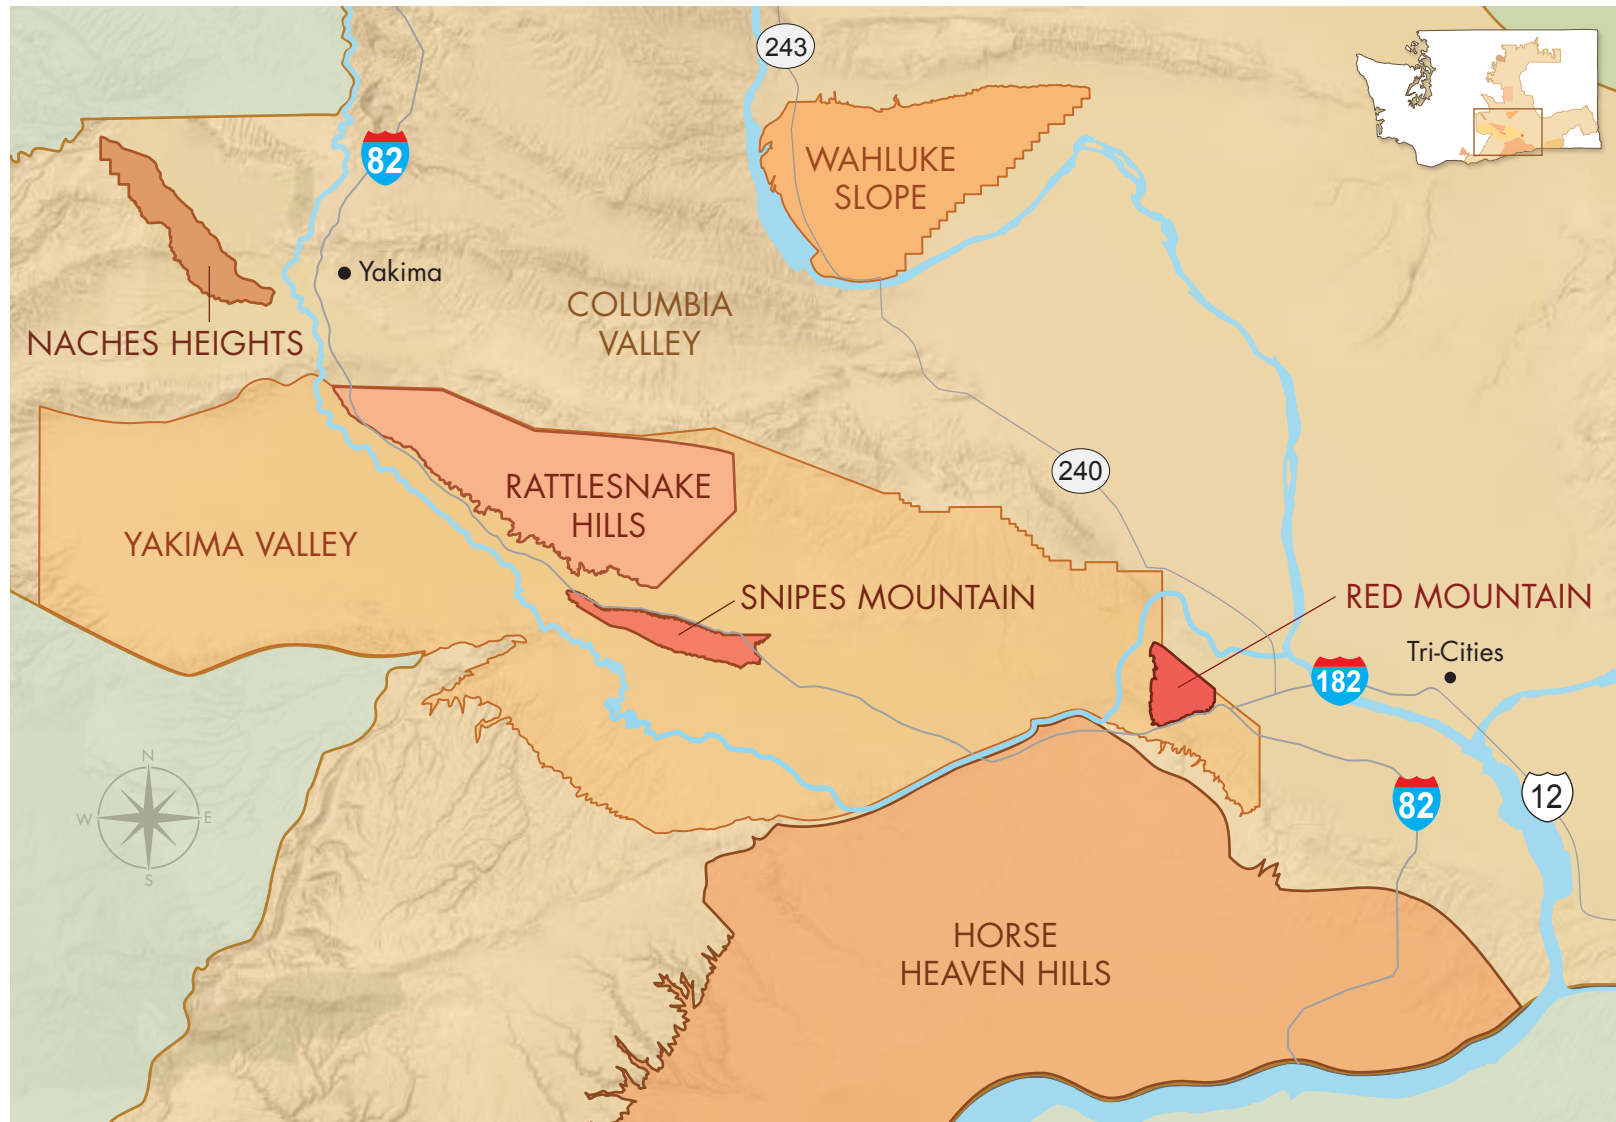 243
82
WAHLUKE
SLOPE
Yakima
COLUMBIA
VALLEY
NACHES HEIGHTS
240
RATTLESNAKE
HILLS
YAKIMA VALLEY
SNIPES MOUNTAIN
RED MOUNTAIN
Tri-Cities
182
N
W
E
S
82
12
HORSE
HEAVEN HILLS